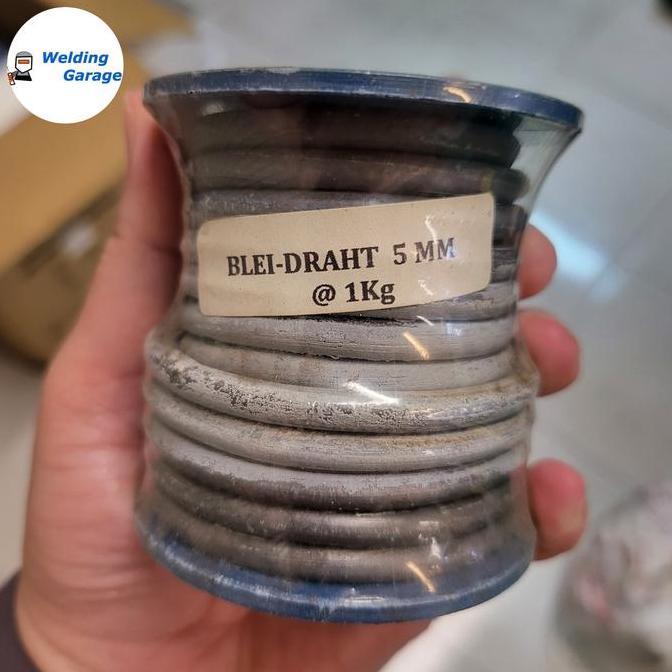 Welding
Garage
BLEI-DRAHT 5 MM
@ 1Kg